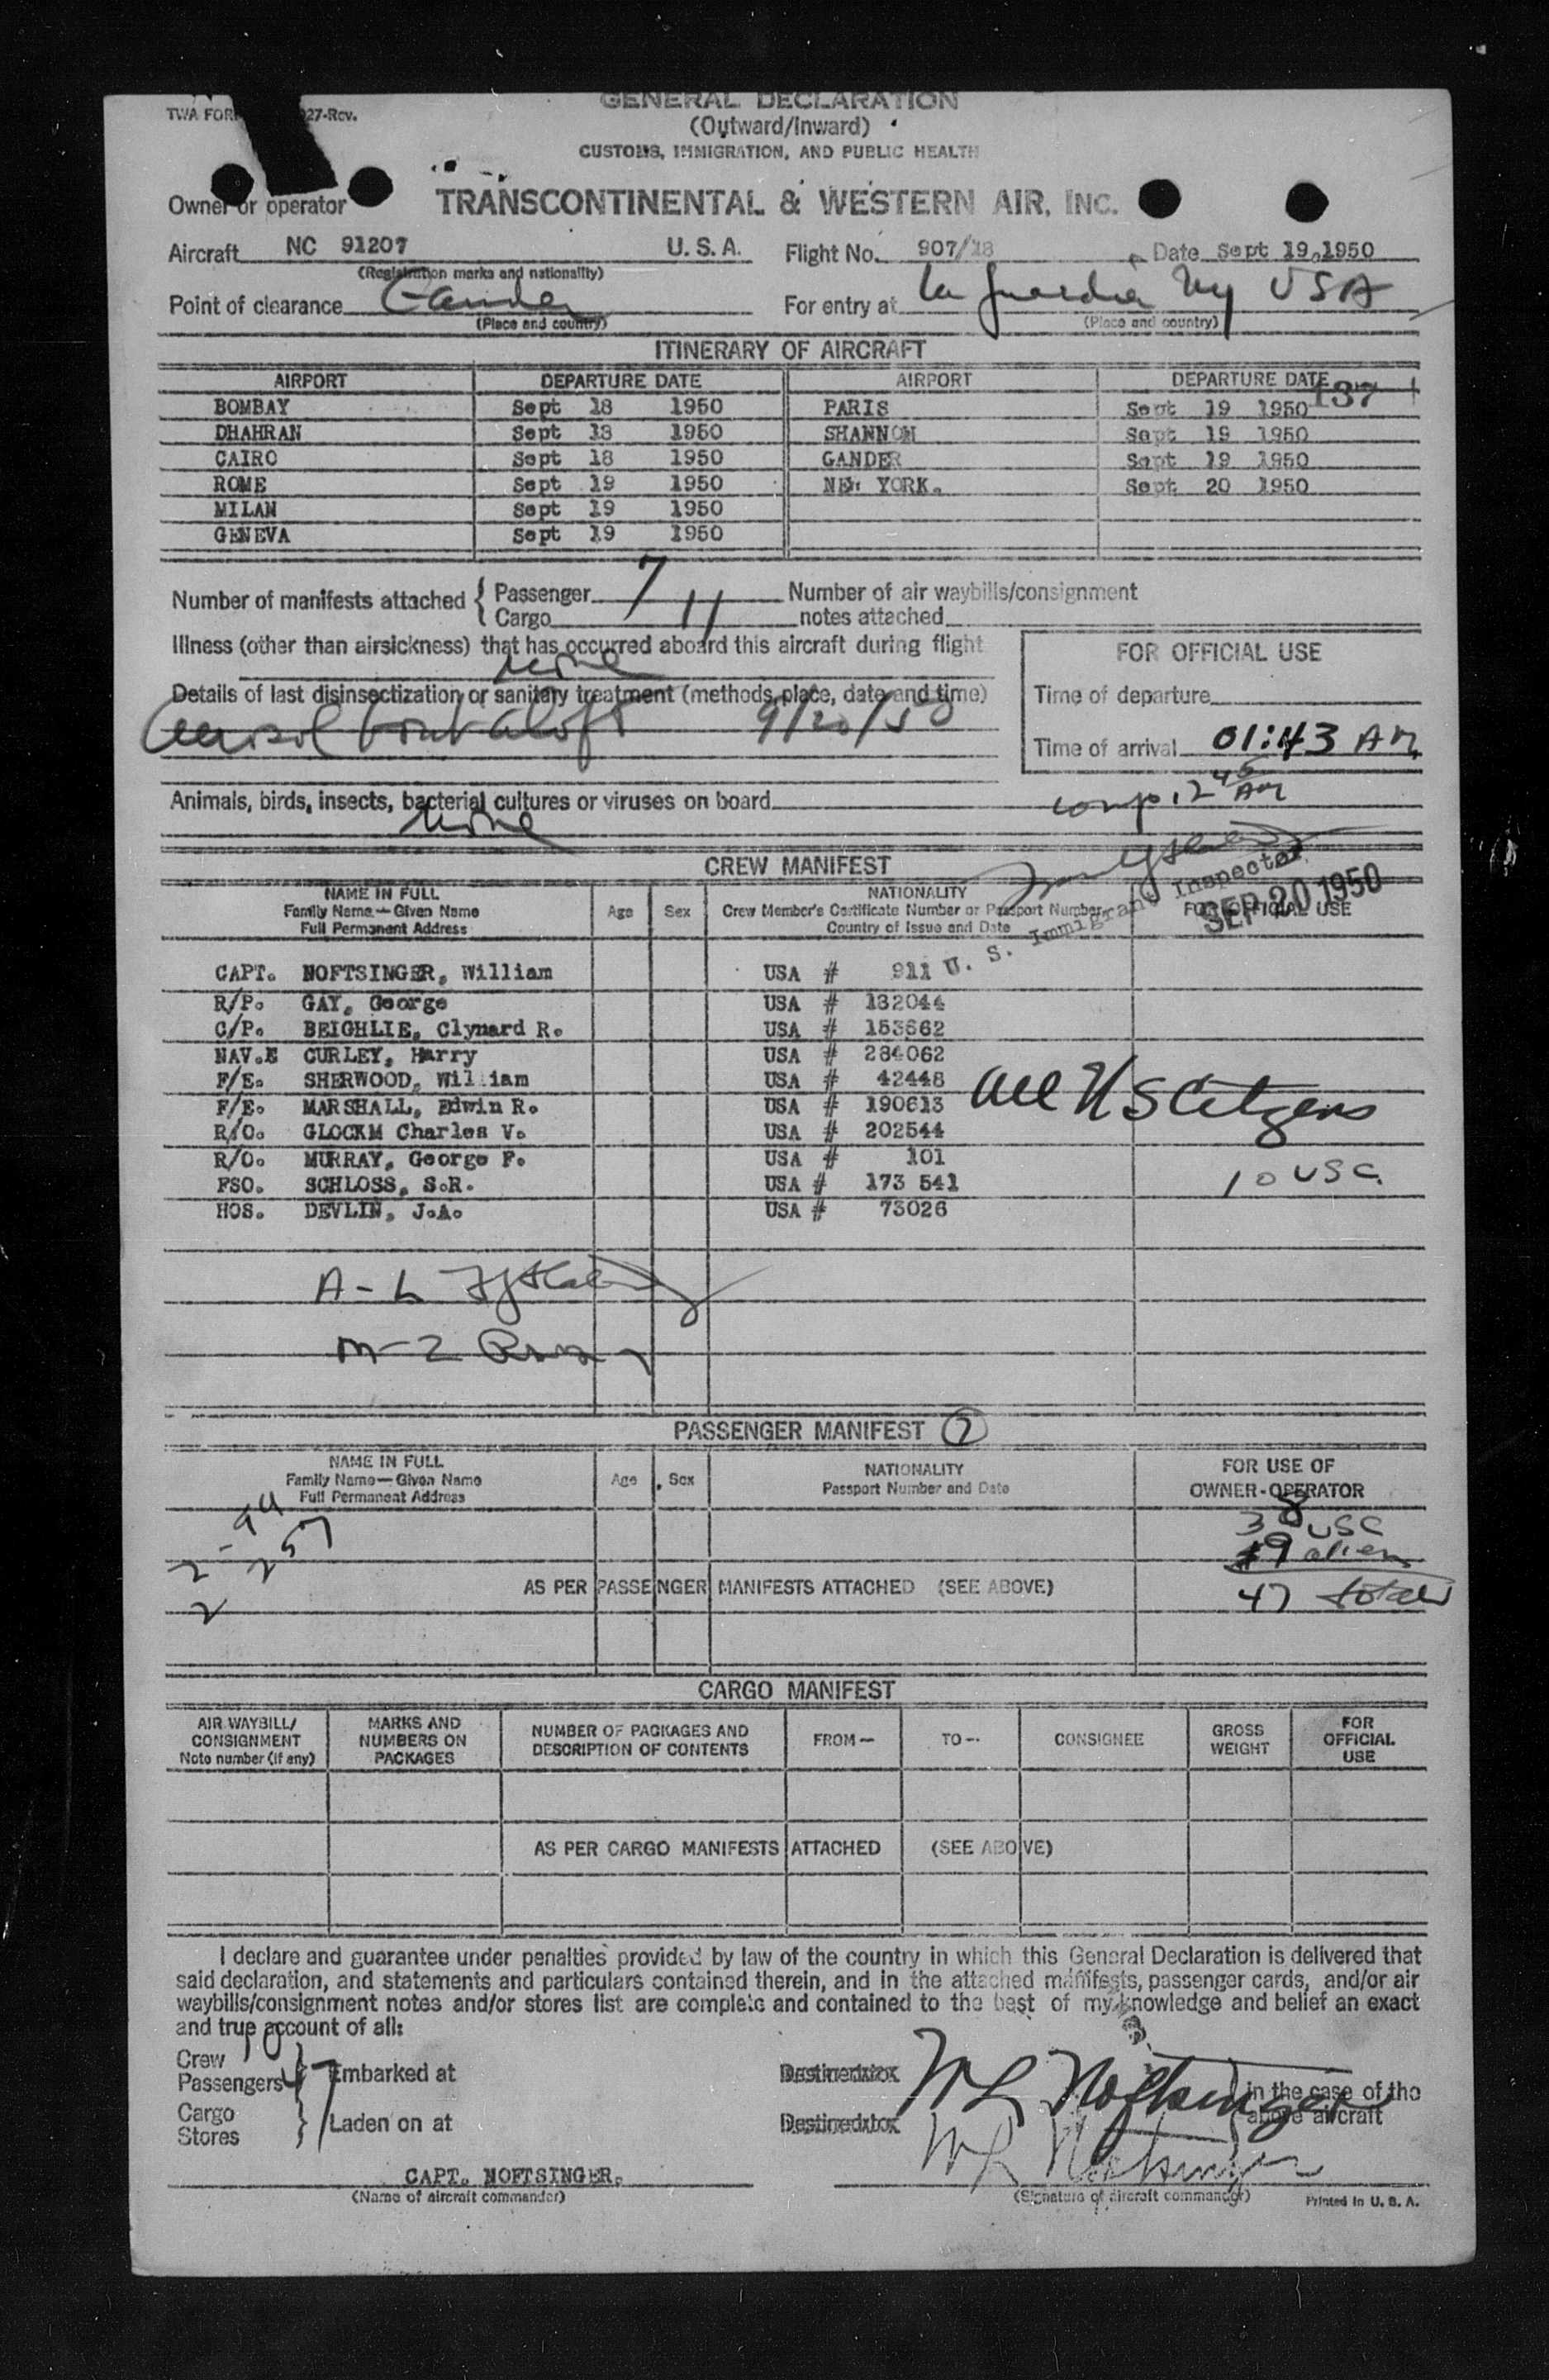 GENERAL DECLARATION
TWA FOR 27-Rev.
(Outward/Inward)
CUSTOMS, IMMIGRATION, AND PUBLIC HEALTH
Owner or operator TRANSCONTINENTAL & WESTERN AIR, INC.
Aircraft NC 91207 U. S. A. Flight No. 907/18 Date Sept 19,1950
(Registration marks and nationality)
Point of clearance Gander For entry at La Guardia NY USA
(Place and country) (Place and country)
ITINERARY OF AIRCRAFT
AIRPORT DEPARTURE DATE AIRPORT DEPARTURE DATE
137
BOMBAY Sept 18 1950 PARIS Sept 19 1950
DHAHRAN Sept 18 1950 SHANNON Sept 19 1950
CAIRO Sept 18 1950 GANDER Sept 19 1950
ROME Sept 19 1950 NEW YORK. Sept 20 1950
MILAN Sept 19 1950
GENEVA Sept 19 1950
Number of manifests attached { Passenger 7 Number of air waybills/consignment
Cargo 11 notes attached
Illness (other than airsickness) that has occurred aboard this aircraft during flight
none
FOR OFFICIAL USE
Details of last disinsectization or sanitary treatment (methods, place, date and time)
Time of departure
Aerosol aloft 9/20/50
Time of arrival 01:43 AM
comp. 2 45 AM
Animals, birds, insects, bacterial cultures or viruses on board
None
CREW MANIFEST
U. S. Immigrant Inspector
SEP 20 1950
NAME IN FULL
Family Name—Given Name
Full Permanent Address
Age Sex
NATIONALITY
Crew Member's Certificate Number or Passport Number
Country of Issue and Date
FOR OFFICIAL USE
CAPT. NOFTSINGER, William USA # 911
R/P. GAY, George USA # 132044
C/P. BEIGHLIE, Clynard R. USA # 153662
NAV.E CURLEY, Harry USA # 284062
F/E. SHERWOOD, William USA # 42448
F/E. MARSHALL, Edwin R. USA # 190613
All US Citizens
R/O. GLOCKM Charles V. USA # 202544
R/O. MURRAY, George F. USA # 101
FSO. SCHLOSS, S.R. USA # 173 541
10 USC.
HOS. DEVLIN, J.A. USA # 73026
A-L
M-Z
PASSENGER MANIFEST 7
NAME IN FULL
Family Name—Given Name
Full Permanent Address
Age Sex
NATIONALITY
Passport Number and Date
FOR USE OF
OWNER-OPERATOR
38 USC
9 aliens
47 total
AS PER PASSENGER MANIFESTS ATTACHED (SEE ABOVE)
CARGO MANIFEST
AIR WAYBILL/
CONSIGNMENT
Note number (if any)
MARKS AND
NUMBERS ON
PACKAGES
NUMBER OF PACKAGES AND
DESCRIPTION OF CONTENTS
FROM—
TO—
CONSIGNEE
GROSS
WEIGHT
FOR
OFFICIAL
USE
AS PER CARGO MANIFESTS ATTACHED (SEE ABOVE)
I declare and guarantee under penalties provided by law of the country in which this General Declaration is delivered that
said declaration, and statements and particulars contained therein, and in the attached manifests, passenger cards, and/or air
waybills/consignment notes and/or stores list are complete and contained to the best of my knowledge and belief an exact
and true account of all:
Crew 10
Passengers 47 } Embarked at
WL Noftsinger
in the case of the
above aircraft
Cargo
Stores } Laden on at
WL Noftsinger
CAPT. NOFTSINGER.
(Name of aircraft commander) (Signature of aircraft commander) Printed in U. S. A.